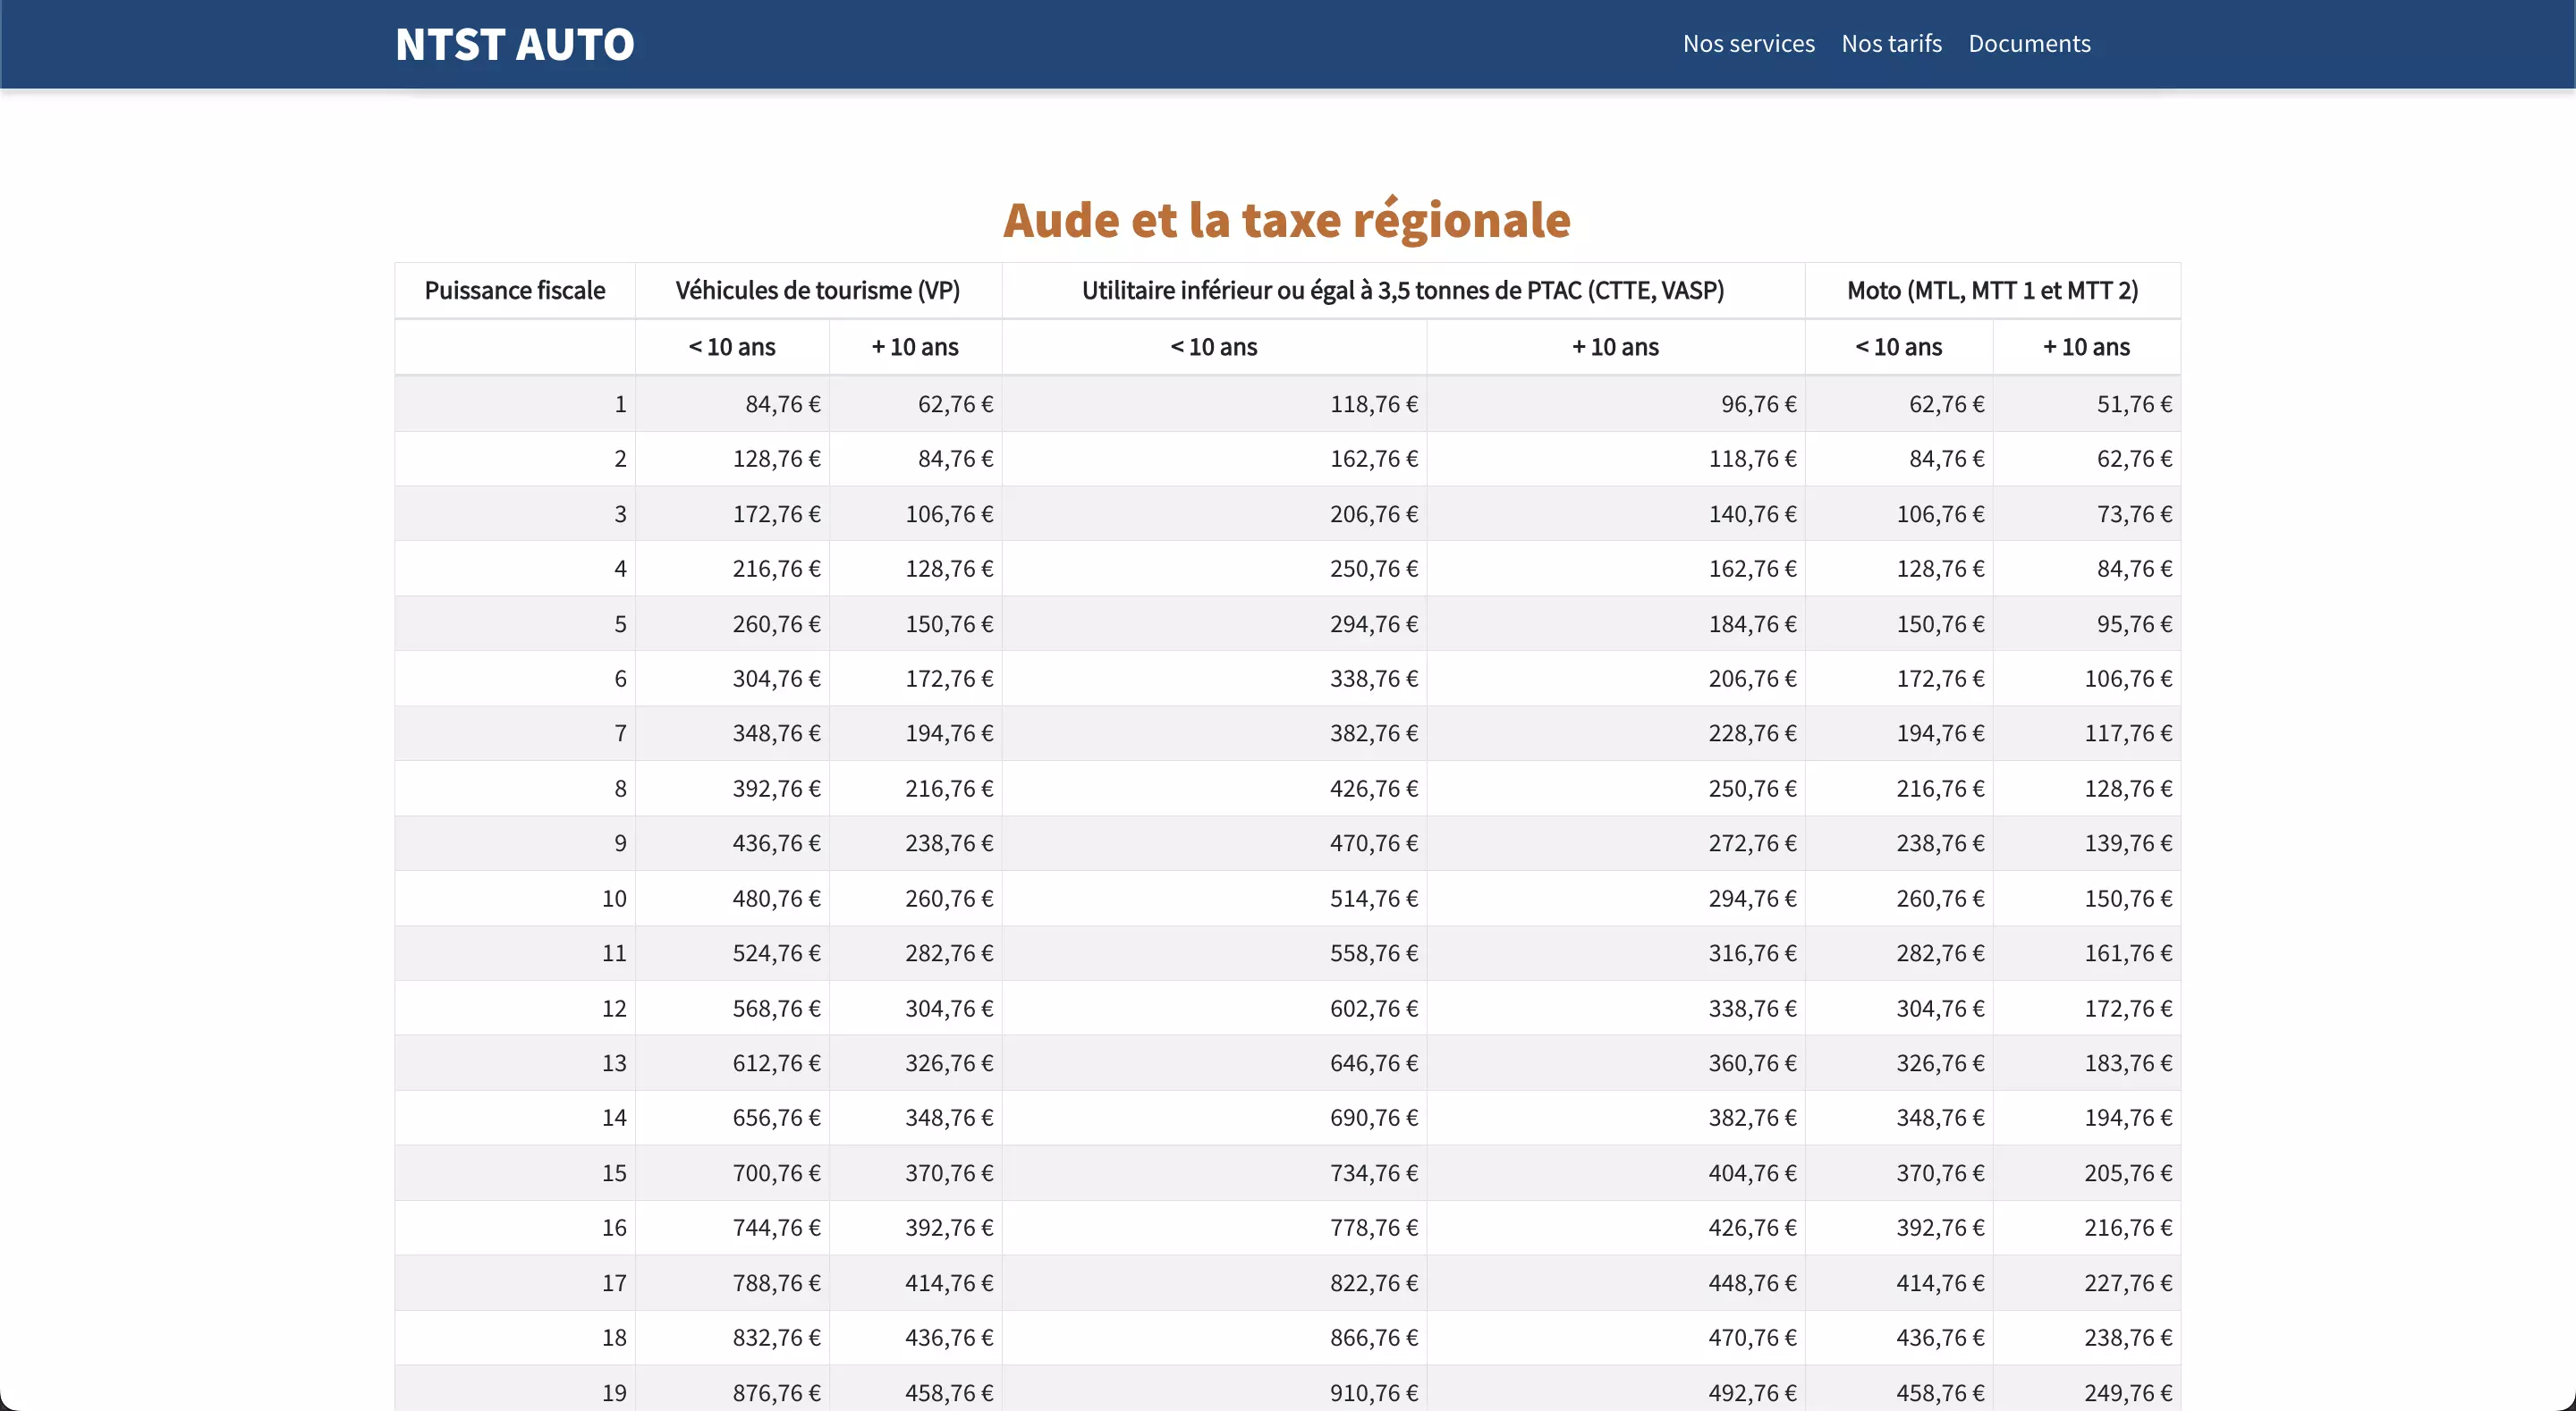 NTST AUTO
Nos services Nos tarifs Documents
Aude et la taxe régionale
Puissance fiscale Véhicules de tourisme (VP) Utilitaire inférieur ou égal à 3,5 tonnes de PTAC (CTTE, VASP) Moto (MTL, MTT 1 et MTT 2)
< 10 ans + 10 ans < 10 ans + 10 ans < 10 ans + 10 ans
1 84,76 € 62,76 € 118,76 € 96,76 € 62,76 € 51,76 €
2 128,76 € 84,76 € 162,76 € 118,76 € 84,76 € 62,76 €
3 172,76 € 106,76 € 206,76 € 140,76 € 106,76 € 73,76 €
4 216,76 € 128,76 € 250,76 € 162,76 € 128,76 € 84,76 €
5 260,76 € 150,76 € 294,76 € 184,76 € 150,76 € 95,76 €
6 304,76 € 172,76 € 338,76 € 206,76 € 172,76 € 106,76 €
7 348,76 € 194,76 € 382,76 € 228,76 € 194,76 € 117,76 €
8 392,76 € 216,76 € 426,76 € 250,76 € 216,76 € 128,76 €
9 436,76 € 238,76 € 470,76 € 272,76 € 238,76 € 139,76 €
10 480,76 € 260,76 € 514,76 € 294,76 € 260,76 € 150,76 €
11 524,76 € 282,76 € 558,76 € 316,76 € 282,76 € 161,76 €
12 568,76 € 304,76 € 602,76 € 338,76 € 304,76 € 172,76 €
13 612,76 € 326,76 € 646,76 € 360,76 € 326,76 € 183,76 €
14 656,76 € 348,76 € 690,76 € 382,76 € 348,76 € 194,76 €
15 700,76 € 370,76 € 734,76 € 404,76 € 370,76 € 205,76 €
16 744,76 € 392,76 € 778,76 € 426,76 € 392,76 € 216,76 €
17 788,76 € 414,76 € 822,76 € 448,76 € 414,76 € 227,76 €
18 832,76 € 436,76 € 866,76 € 470,76 € 436,76 € 238,76 €
19 876,76 € 458,76 € 910,76 € 492,76 € 458,76 € 249,76 €